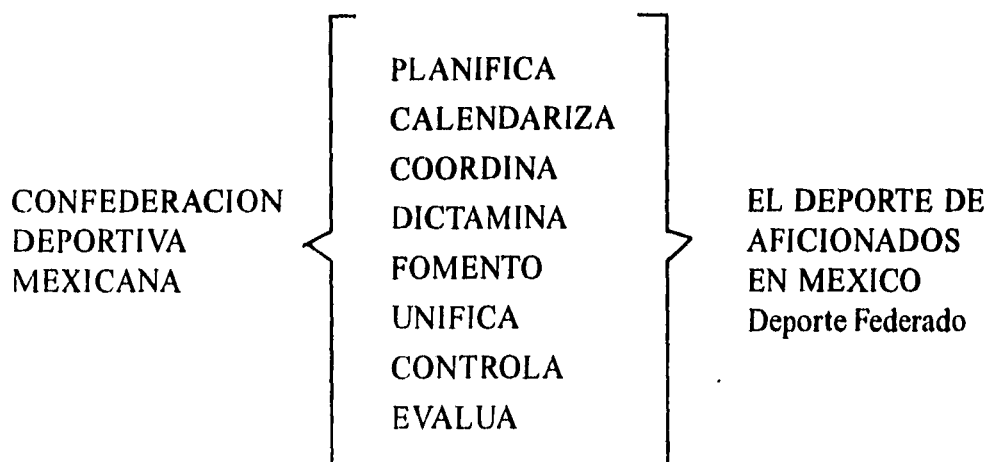 CONFEDERACION
DEPORTIVA
MEXICANA
PLANIFICA
CALENDARIZA
COORDINA
DICTAMINA
FOMENTO
UNIFICA
CONTROLA
EVALUA
EL DEPORTE DE
AFICIONADOS
EN MEXICO
Deporte Federado